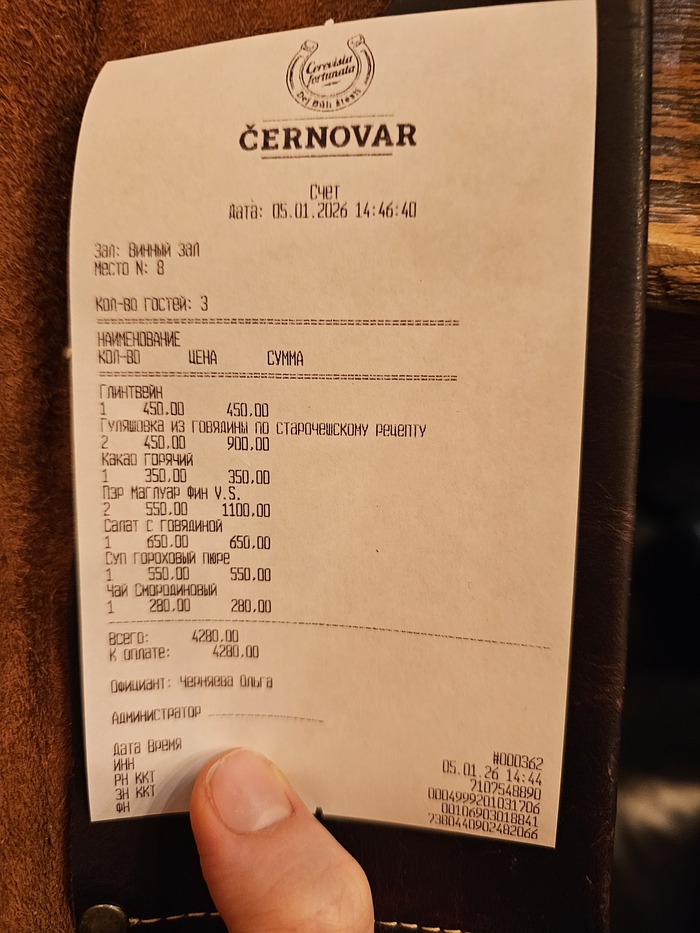 Cerevisia
fortunata
Dej Bůh štěstí
ČERNOVAR
Счет
Дата: 05.01.2026 14:46:40
Зал: Винный зал
Место N: 8
Кол-во гостей: 3
НАИМЕНОВАНИЕ
КОЛ-ВО ЦЕНА СУММА
Глинтвейн
1 450.00 450.00
Гуляшовка из говядины по старочешскому рецепту
2 450.00 900.00
Какао горячий
1 350.00 350.00
Пэр Маглуар Фин V.S.
2 550.00 1100.00
Салат с говядиной
1 650.00 650.00
Суп гороховый пюре
1 550.00 550.00
Чай Смородиновый
1 280.00 280.00
Всего: 4280.00
К оплате: 4280.00
Официант: Черняева Ольга
Администратор
#000362
Дата Время 05.01.26 14:44
ИНН 7107548890
РН ККТ 0004999201031706
ЗН ККТ 00106903018841
ФН 7380440902482066